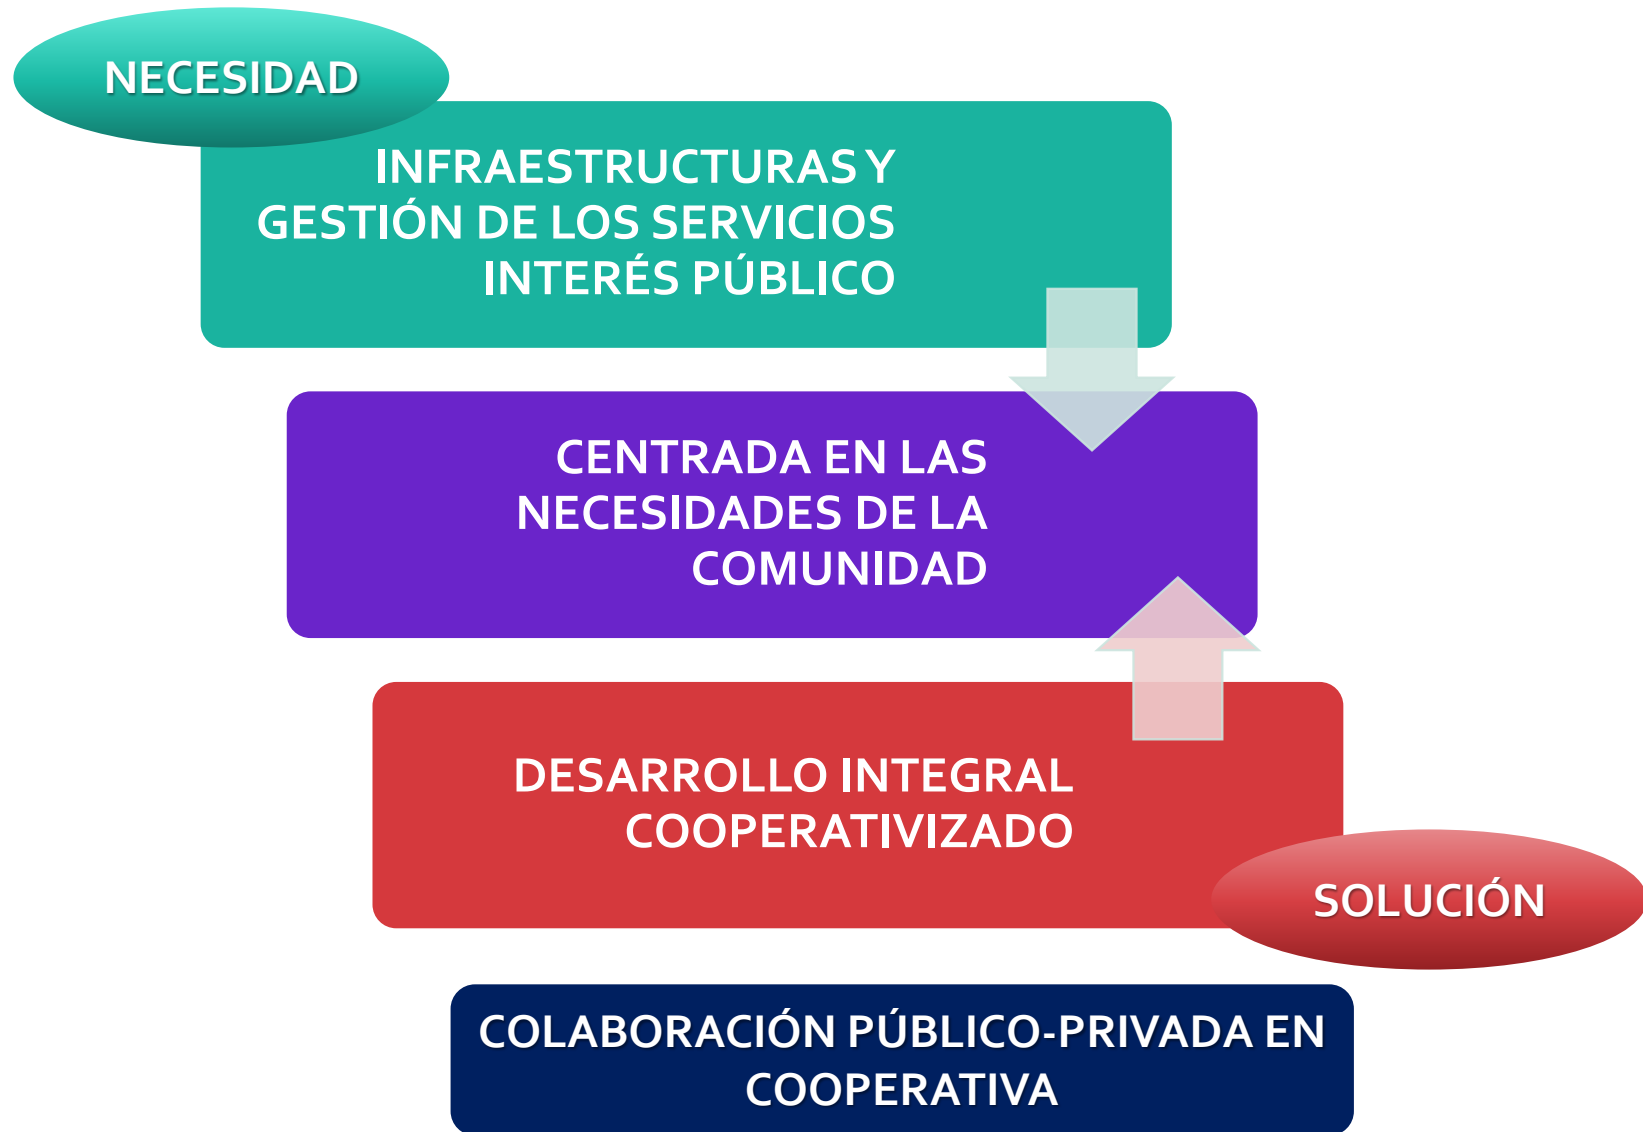 NECESIDAD
INFRAESTRUCTURAS Y
GESTIÓN DE LOS SERVICIOS
INTERÉS PÚBLICO
CENTRADA EN LAS
NECESIDADES DE LA
COMUNIDAD
DESARROLLO INTEGRAL
COOPERATIVIZADO
SOLUCIÓN
COLABORACIÓN PÚBLICO-PRIVADA EN
COOPERATIVA